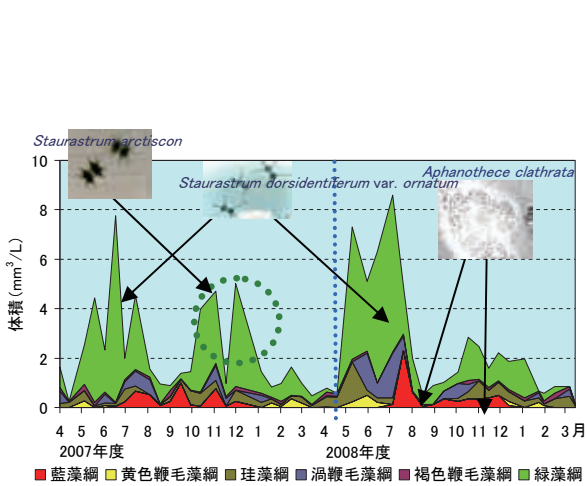 Staurastrum arctiscon
Aphanothece clathrata
Staurastrum dorsidentiferum var. ornatum
体積(mm³/L)
10
8
6
4
2
0
4 5 6 7 8 9 10 11 12 1 2 3 4 5 6 7 8 9 10 11 12 1 2 3 月
2007年度 2008年度
藍藻綱 黄色鞭毛藻綱 珪藻綱 渦鞭毛藻綱 褐色鞭毛藻綱 緑藻綱